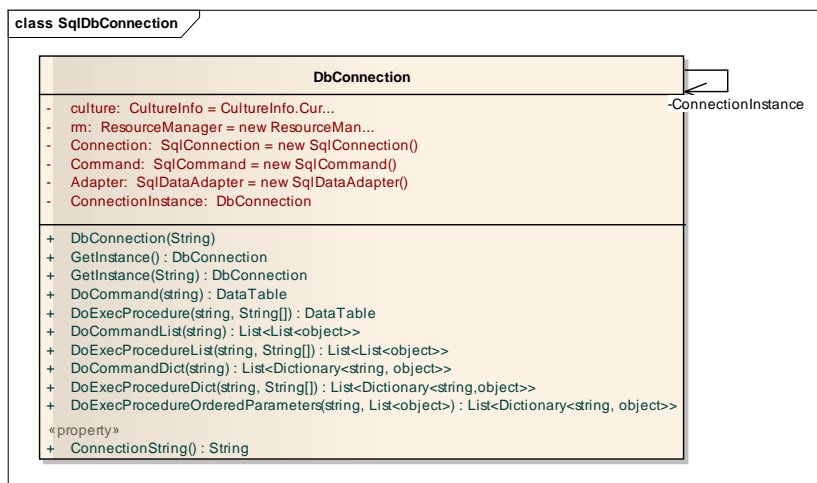 class SqlDbConnection
DbConnection
-ConnectionInstance
- culture: CultureInfo = CultureInfo.Cur...
- rm: ResourceManager = new ResourceMan...
- Connection: SqlConnection = new SqlConnection()
- Command: SqlCommand = new SqlCommand()
- Adapter: SqlDataAdapter = new SqlDataAdapter()
- ConnectionInstance: DbConnection
+ DbConnection(String)
+ GetInstance() : DbConnection
+ GetInstance(String) : DbConnection
+ DoCommand(string) : DataTable
+ DoExecProcedure(string, String[]) : DataTable
+ DoCommandList(string) : List<List<object>>
+ DoExecProcedureList(string, String[]) : List<List<object>>
+ DoCommandDict(string) : List<Dictionary<string, object>>
+ DoExecProcedureDict(string, String[]) : List<Dictionary<string,object>>
+ DoExecProcedureOrderedParameters(string, List<object>) : List<Dictionary<string, object>>
«property»
+ ConnectionString() : String